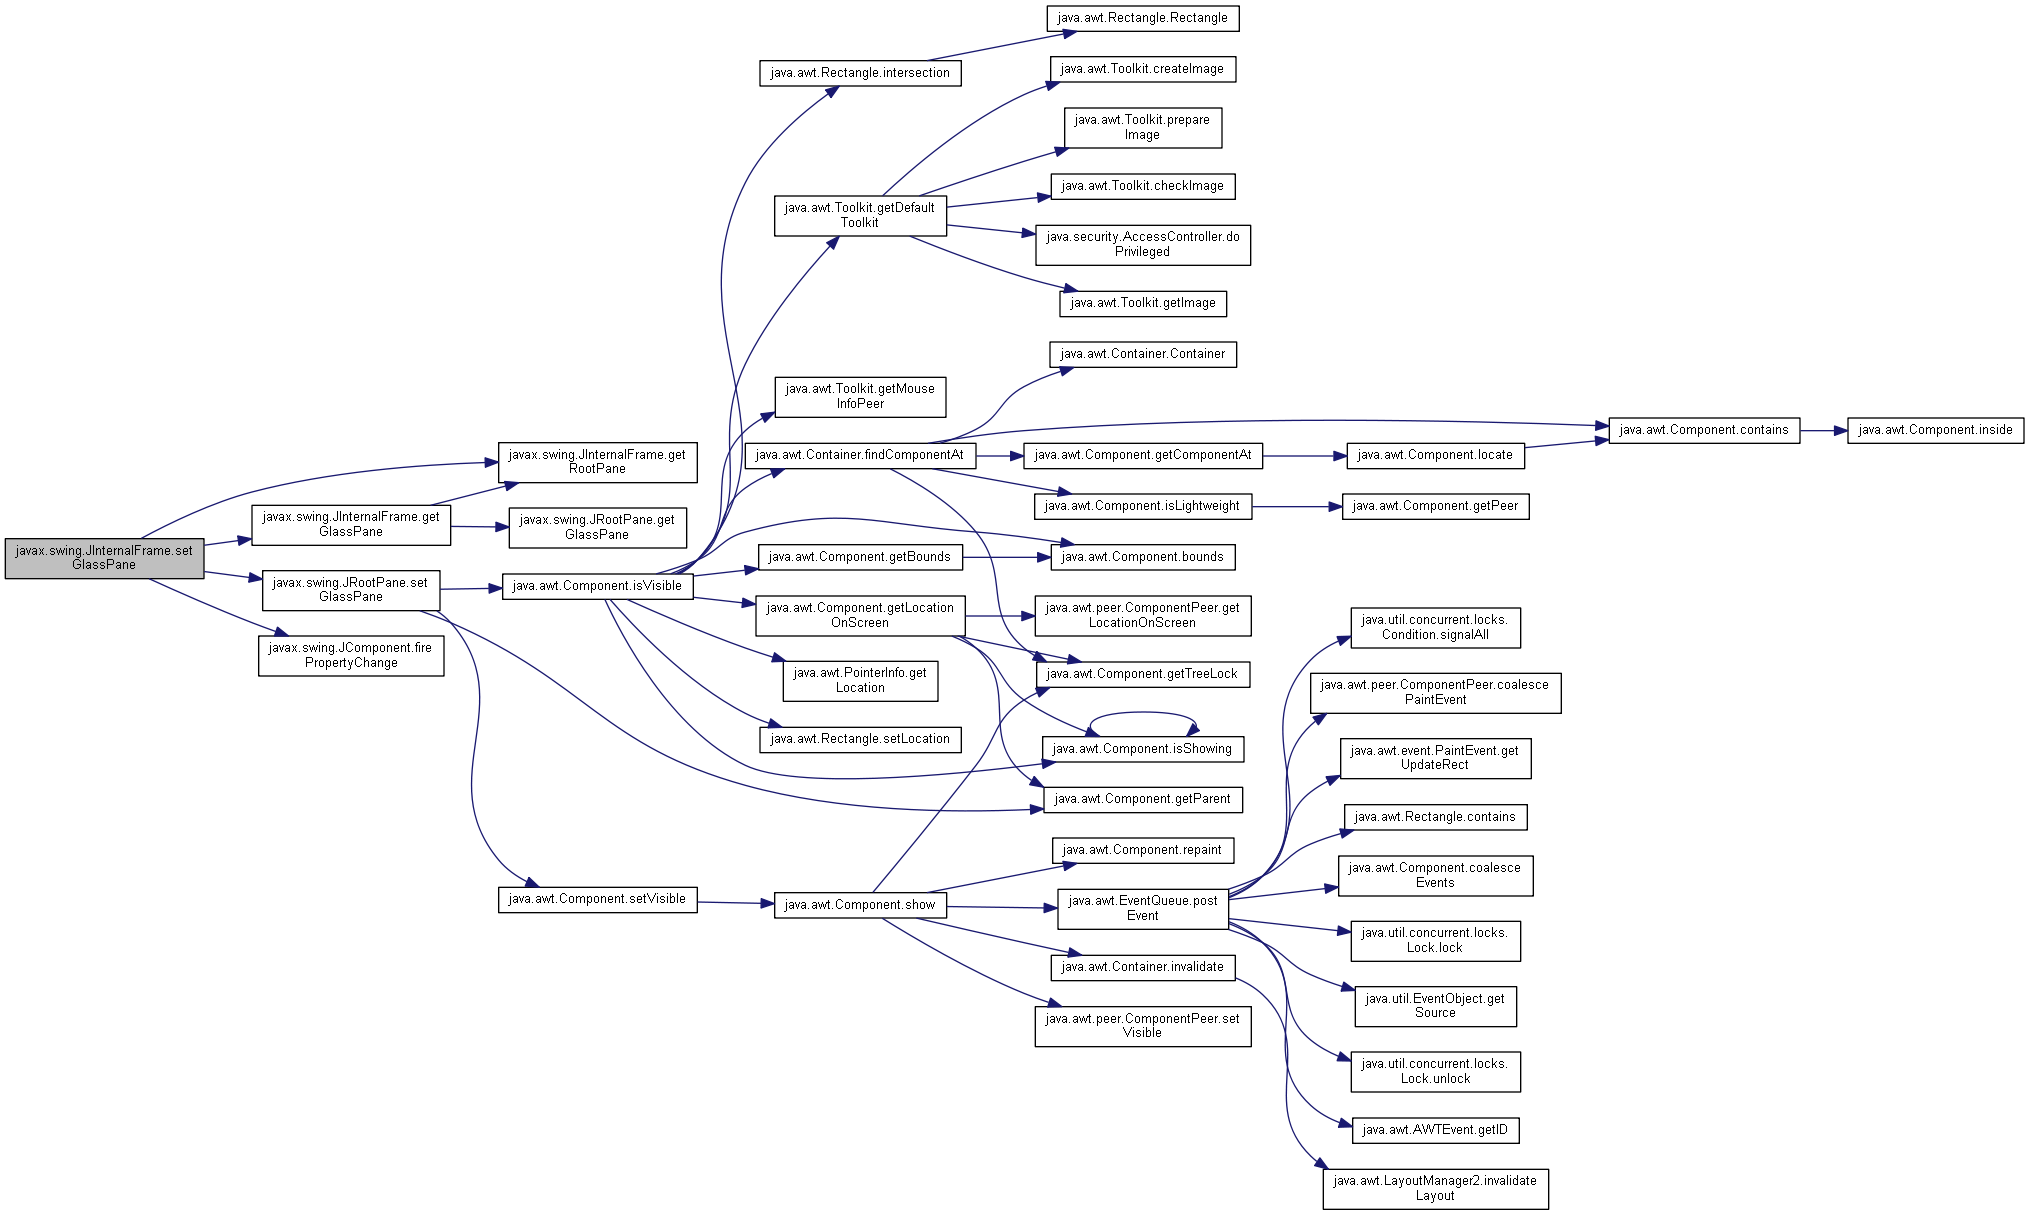 java.awt.Rectangle.Rectangle
java.awt.Rectangle.intersection
java.awt.Toolkit.createImage
java.awt.Toolkit.prepare
Image
java.awt.Toolkit.checkImage
java.awt.Toolkit.getDefault
Toolkit
java.security.AccessController.do
Privileged
java.awt.Toolkit.getImage
java.awt.Container.Container
java.awt.Toolkit.getMouse
InfoPeer
java.awt.Component.contains
java.awt.Component.inside
javax.swing.JInternalFrame.get
RootPane
java.awt.Container.findComponentAt
java.awt.Component.getComponentAt
java.awt.Component.locate
java.awt.Component.isLightweight
java.awt.Component.getPeer
javax.swing.JInternalFrame.get
GlassPane
javax.swing.JRootPane.get
GlassPane
javax.swing.JInternalFrame.set
GlassPane
java.awt.Component.getBounds
java.awt.Component.bounds
javax.swing.JRootPane.set
GlassPane
java.awt.Component.isVisible
java.awt.Component.getLocation
OnScreen
java.awt.peer.ComponentPeer.get
LocationOnScreen
java.util.concurrent.locks.
Condition.signalAll
javax.swing.JComponent.fire
PropertyChange
java.awt.PointerInfo.get
Location
java.awt.Component.getTreeLock
java.awt.peer.ComponentPeer.coalesce
PaintEvent
java.awt.Rectangle.setLocation
java.awt.Component.isShowing
java.awt.event.PaintEvent.get
UpdateRect
java.awt.Component.getParent
java.awt.Rectangle.contains
java.awt.Component.repaint
java.awt.Component.coalesce
Events
java.awt.Component.setVisible
java.awt.Component.show
java.awt.EventQueue.post
Event
java.util.concurrent.locks.
Lock.lock
java.awt.Container.invalidate
java.util.EventObject.get
Source
java.awt.peer.ComponentPeer.set
Visible
java.util.concurrent.locks.
Lock.unlock
java.awt.AWTEvent.getID
java.awt.LayoutManager2.invalidate
Layout